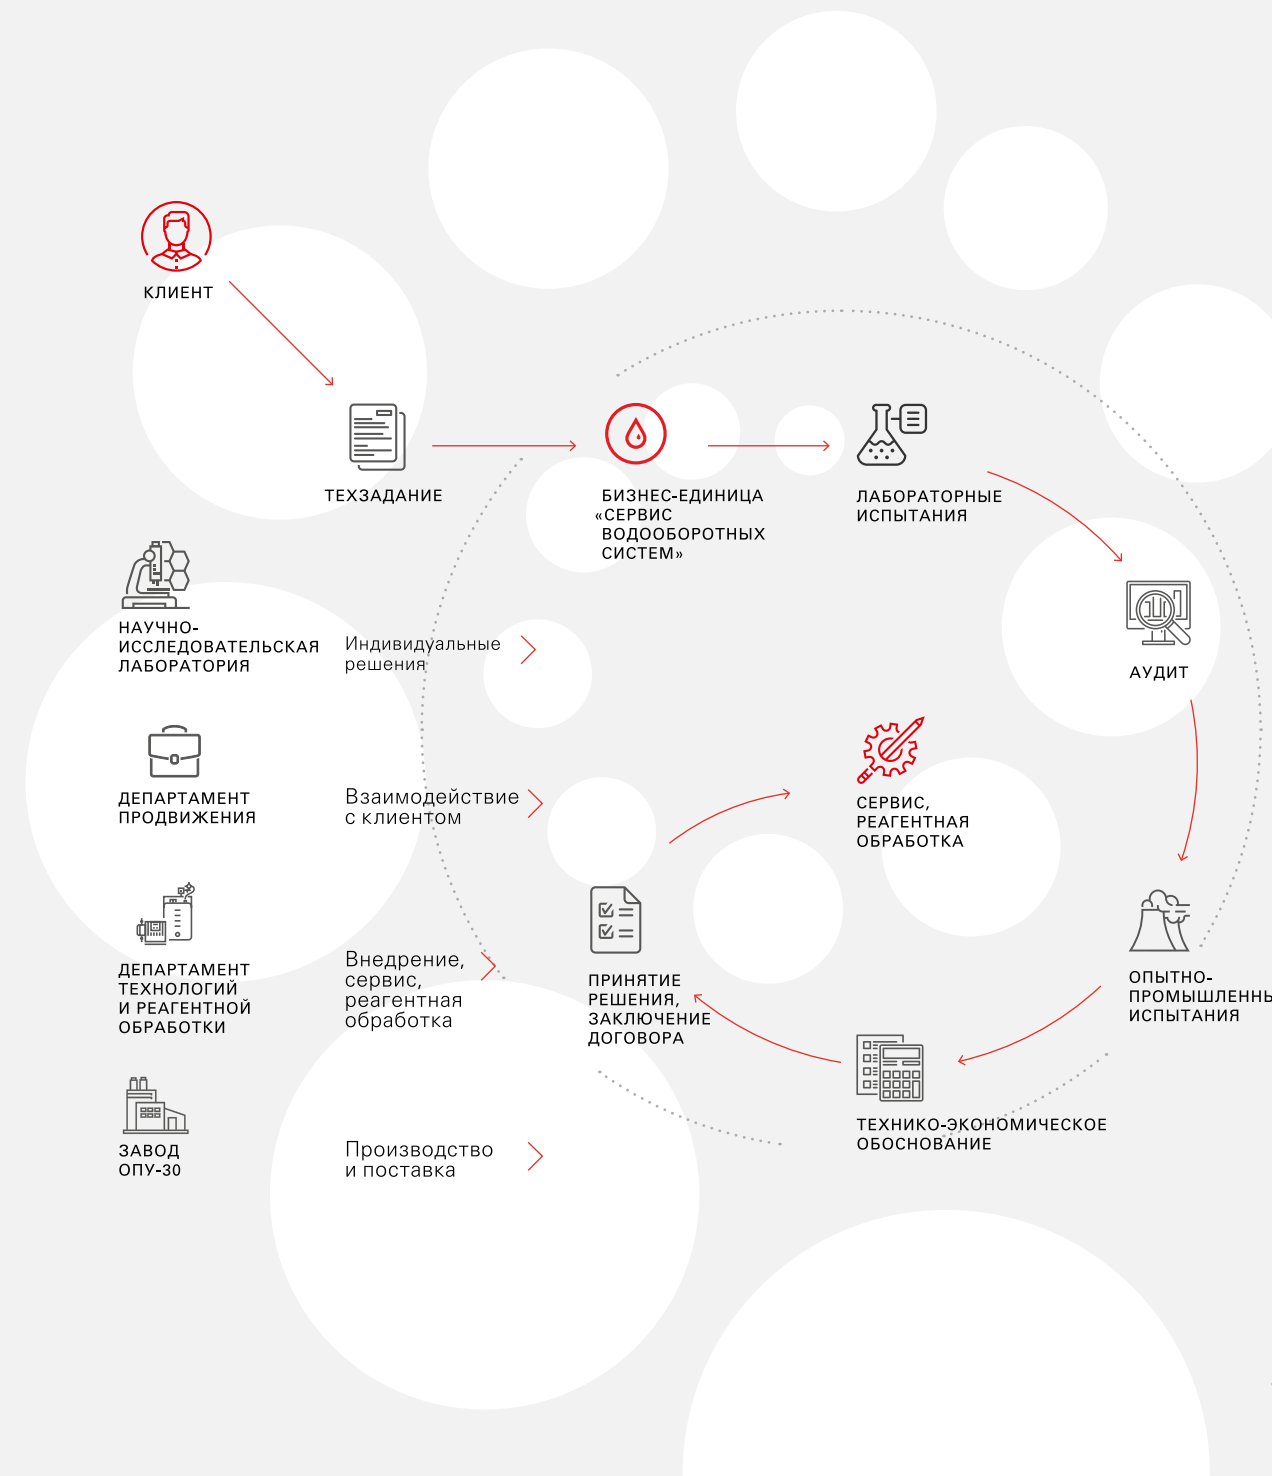 КЛИЕНТ
ТЕХЗАДАНИЕ
БИЗНЕС-ЕДИНИЦА
«СЕРВИС
ВОДООБОРОТНЫХ
СИСТЕМ»
ЛАБОРАТОРНЫЕ
ИСПЫТАНИЯ
АУДИТ
НАУЧНО-
ИССЛЕДОВАТЕЛЬСКАЯ
ЛАБОРАТОРИЯ
Индивидуальные
решения
ДЕПАРТАМЕНТ
ПРОДВИЖЕНИЯ
Взаимодействие
с клиентом
СЕРВИС,
РЕАГЕНТНАЯ
ОБРАБОТКА
ДЕПАРТАМЕНТ
ТЕХНОЛОГИЙ
И РЕАГЕНТНОЙ
ОБРАБОТКИ
Внедрение,
сервис,
реагентная
обработка
ПРИНЯТИЕ
РЕШЕНИЯ,
ЗАКЛЮЧЕНИЕ
ДОГОВОРА
ОПЫТНО-
ПРОМЫШЛЕННЫ
ИСПЫТАНИЯ
ТЕХНИКО-ЭКОНОМИЧЕСКОЕ
ОБОСНОВАНИЕ
ЗАВОД
ОПУ-30
Производство
и поставка